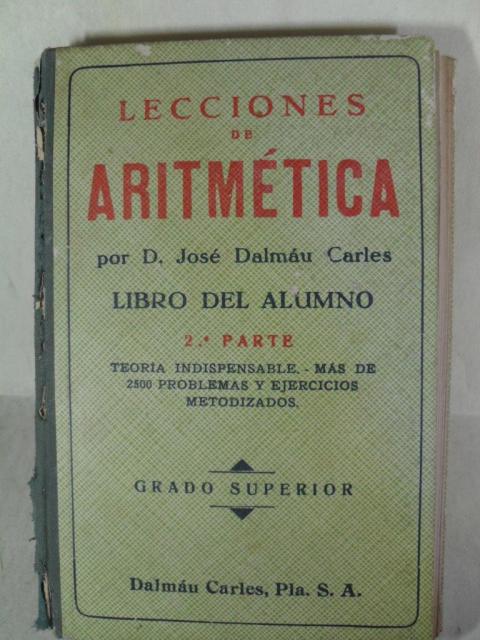 LECCIONES
DE
ARITMÉTICA
por D. José Dalmáu Carles
LIBRO DEL ALUMNO
2.ª PARTE
TEORIA INDISPENSABLE. - MÁS DE
2500 PROBLEMAS Y EJERCICIOS
METODIZADOS.
GRADO SUPERIOR
Dalmáu Carles, Pla. S. A.